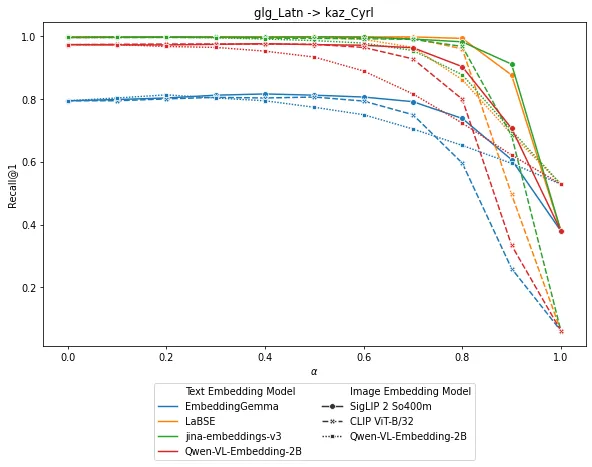 glg_Latn -> kaz_Cyrl
Recall@1
1.0
0.8
0.6
0.4
0.2
0.0 0.2 0.4 0.6 0.8 1.0
α
Text Embedding Model
EmbeddingGemma
LaBSE
jina-embeddings-v3
Qwen-VL-Embedding-2B
Image Embedding Model
SigLIP 2 So400m
CLIP ViT-B/32
Qwen-VL-Embedding-2B